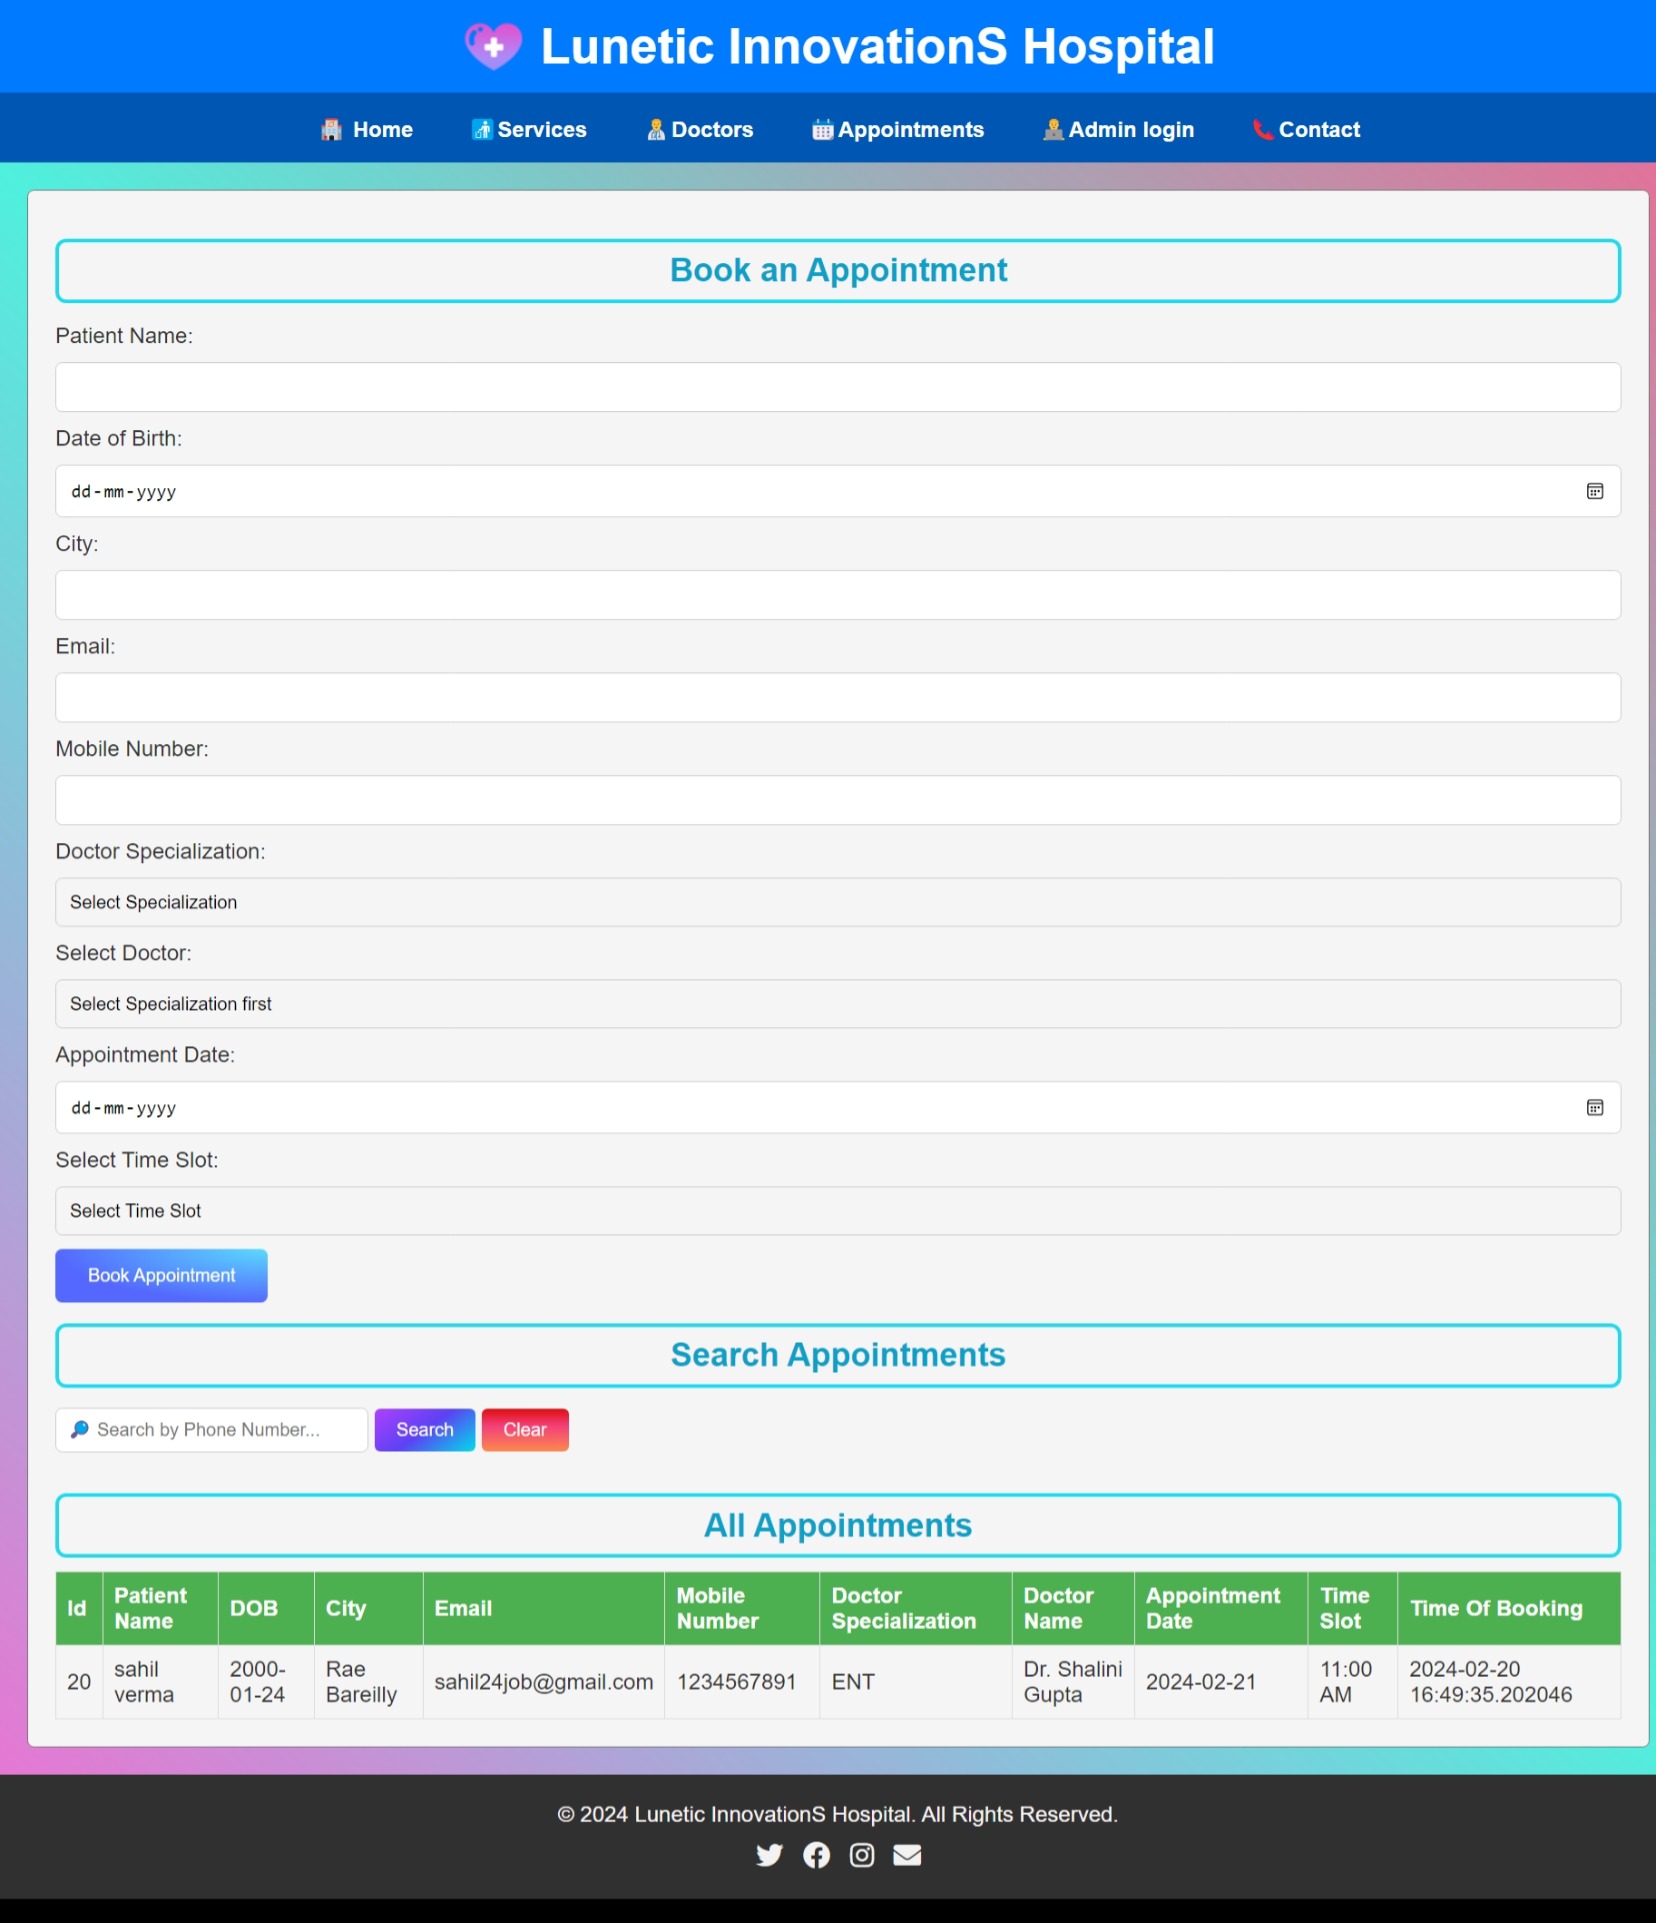 Lunetic InnovationS Hospital
Home Services Doctors Appointments Admin login Contact
Book an Appointment
Patient Name:
Date of Birth:
dd-mm-yyyy
City:
Email:
Mobile Number:
Doctor Specialization:
Select Specialization
Select Doctor:
Select Specialization first
Appointment Date:
dd-mm-yyyy
Select Time Slot:
Select Time Slot
Book Appointment
Search Appointments
Search by Phone Number... Search Clear
All Appointments
Id Patient Name DOB City Email Mobile Number Doctor Specialization Doctor Name Appointment Date Time Slot Time Of Booking
20 sahil verma 2000-01-24 Rae Bareilly sahil24job@gmail.com 1234567891 ENT Dr. Shalini Gupta 2024-02-21 11:00 AM 2024-02-20 16:49:35.202046
© 2024 Lunetic InnovationS Hospital. All Rights Reserved.